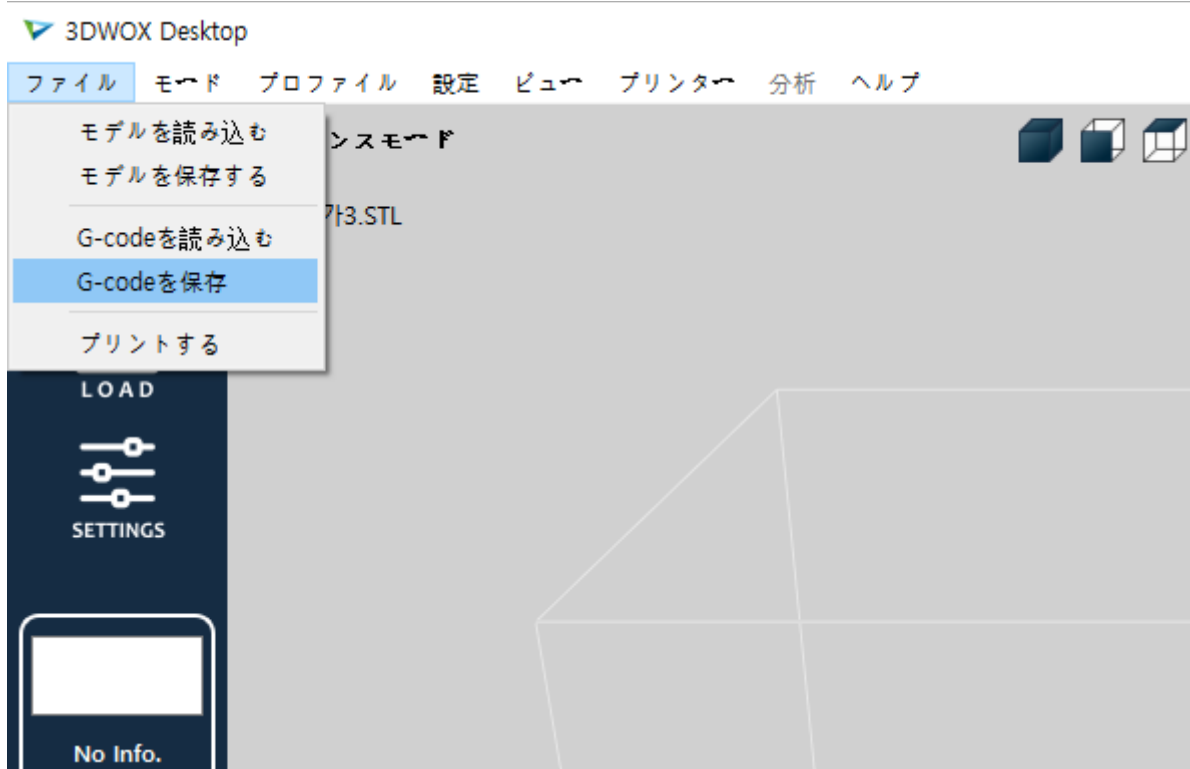 3DWOX Desktop
ファイル モード プロファイル 設定 ビュー プリンター 分析 ヘルプ
モデルを読み込む
ンスモード
モデルを保存する
가3.STL
G-codeを読み込む
G-codeを保存
プリントする
LOAD
SETTINGS
No Info.